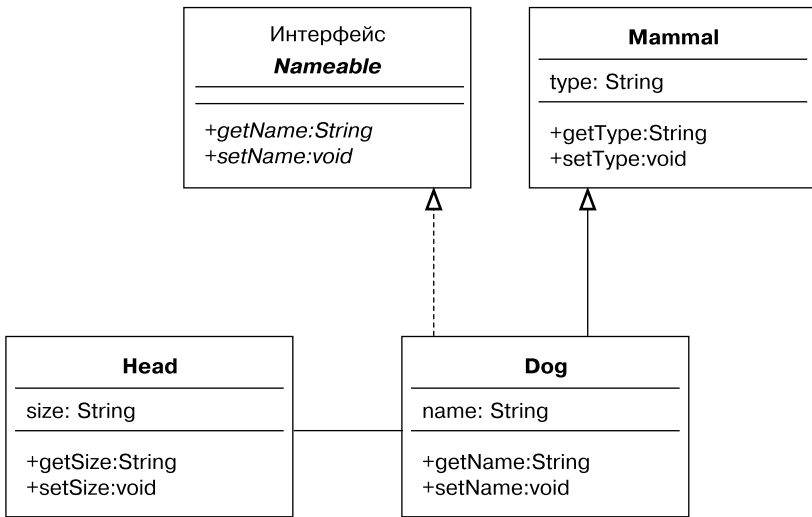 Интерфейс
Nameable
+getName:String
+setName:void
Mammal
type: String
+getType:String
+setType:void
Head
size: String
+getSize:String
+setSize:void
Dog
name: String
+getName:String
+setName:void